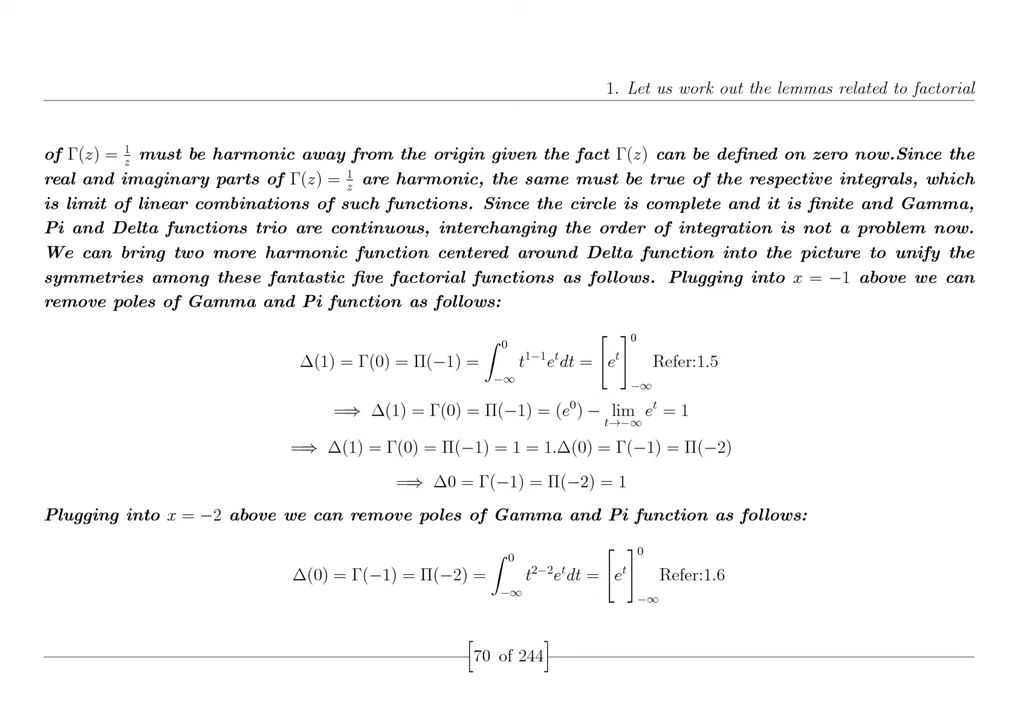 1. Let us work out the lemmas related to factorial
of Γ(z) = 1/z must be harmonic away from the origin given the fact Γ(z) can be defined on zero now.Since the
real and imaginary parts of Γ(z) = 1/z are harmonic, the same must be true of the respective integrals, which
is limit of linear combinations of such functions. Since the circle is complete and it is finite and Gamma,
Pi and Delta functions trio are continuous, interchanging the order of integration is not a problem now.
We can bring two more harmonic function centered around Delta function into the picture to unify the
symmetries among these fantastic five factorial functions as follows. Plugging into x = −1 above we can
remove poles of Gamma and Pi function as follows:
Δ(1) = Γ(0) = Π(−1) = ∫_{−∞}^{0} t^{1−1}e^{t}dt = [e^{t}]_{−∞}^{0} Refer:1.5
⟹ Δ(1) = Γ(0) = Π(−1) = (e^{0}) − lim_{t→−∞} e^{t} = 1
⟹ Δ(1) = Γ(0) = Π(−1) = 1 = 1.Δ(0) = Γ(−1) = Π(−2)
⟹ Δ0 = Γ(−1) = Π(−2) = 1
Plugging into x = −2 above we can remove poles of Gamma and Pi function as follows:
Δ(0) = Γ(−1) = Π(−2) = ∫_{−∞}^{0} t^{2−2}e^{t}dt = [e^{t}]_{−∞}^{0} Refer:1.6
[70 of 244]